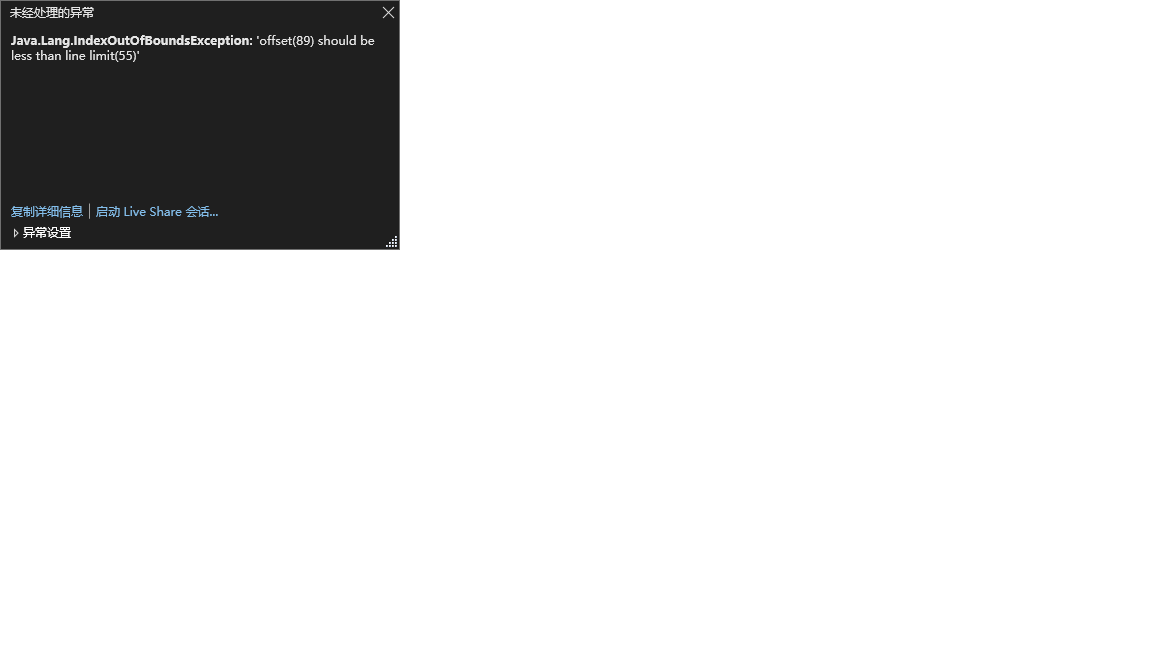 未经处理的异常
Java.Lang.IndexOutOfBoundsException: 'offset(89) should be
less than line limit(55)'
复制详细信息 | 启动 Live Share 会话...
异常设置